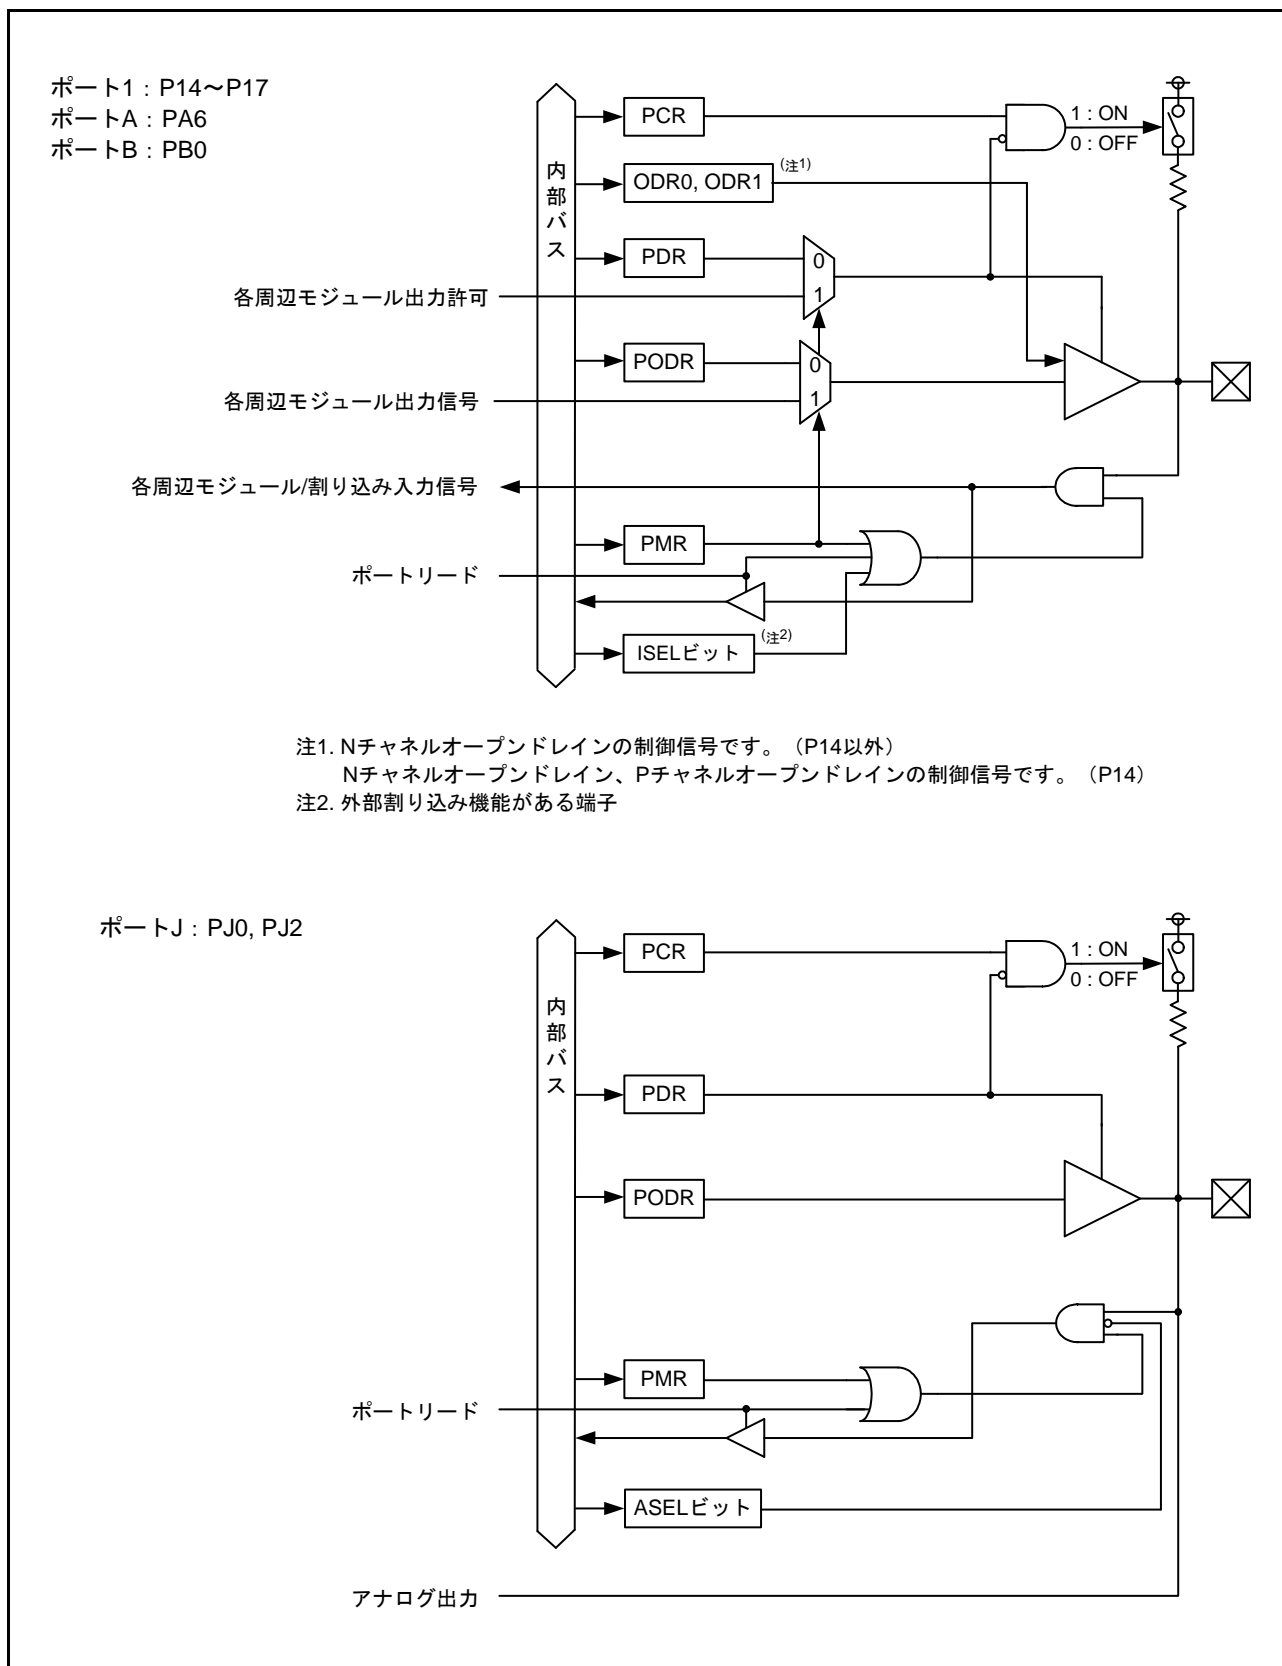 ポート1：P14～P17
ポートA：PA6
ポートB：PB0
内部バス
PCR
1 : ON
0 : OFF
ODR0, ODR1 (注1)
PDR
0
1
各周辺モジュール出力許可
PODR
0
1
各周辺モジュール出力信号
各周辺モジュール/割り込み入力信号
PMR
ポートリード
ISELビット (注2)
注1. Nチャネルオープンドレインの制御信号です。（P14以外）
Nチャネルオープンドレイン、Pチャネルオープンドレインの制御信号です。（P14）
注2. 外部割り込み機能がある端子
ポートJ：PJ0, PJ2
内部バス
PCR
1 : ON
0 : OFF
PDR
PODR
PMR
ポートリード
ASELビット
アナログ出力